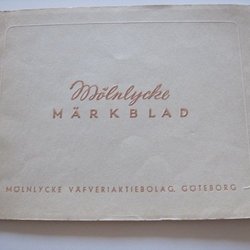 Mölnlycke
MÄRKBLAD
MÖLNLYCKE VÄFVERIAKTIEBOLAG, GÖTEBORG